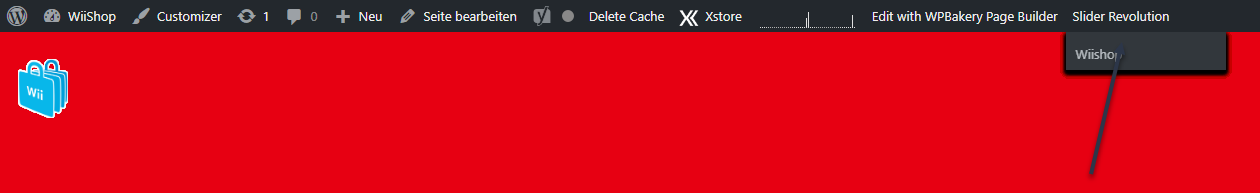 WiiShop Customizer 1 0 Neu Seite bearbeiten Delete Cache Xstore Edit with WPBakery Page Builder Slider Revolution
Wiishop
Wii